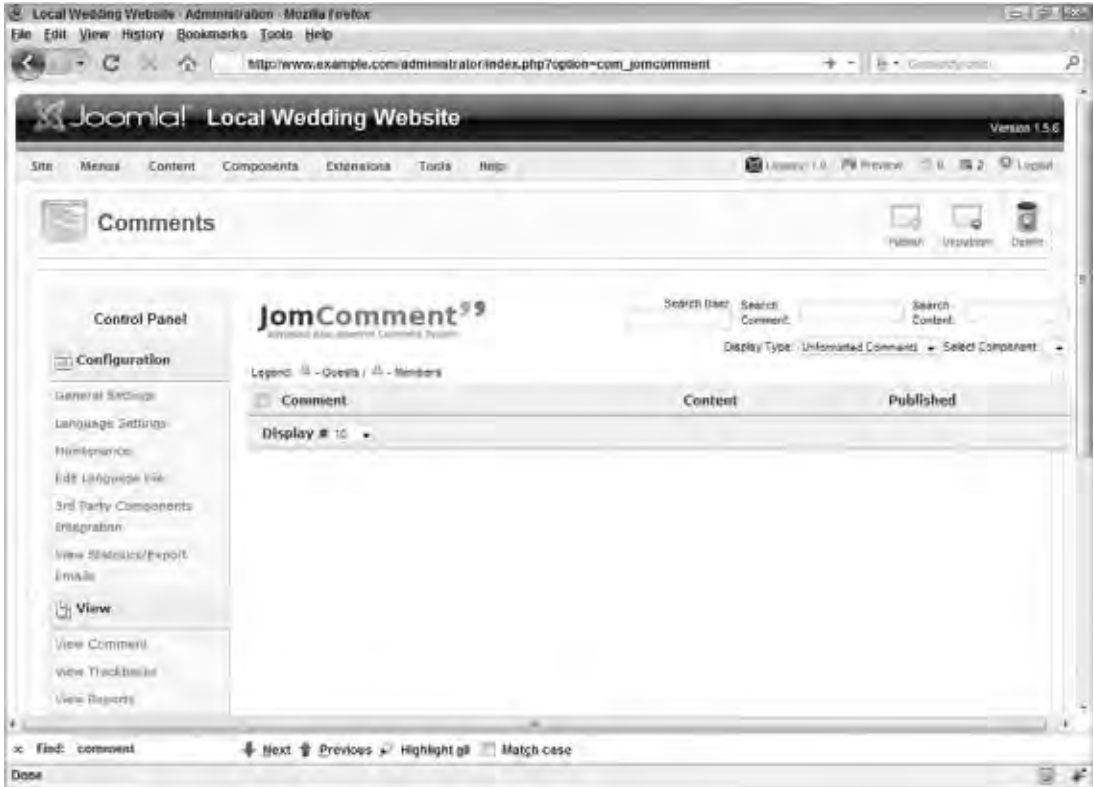 Local Wedding Website - Administration - Mozilla Firefox
File Edit View History Bookmarks Tools Help
http://www.example.com/administrator/index.php?option=com_jomcomment
Joomla! Local Wedding Website
Version 1.5.6
Site Menus Content Components Extensions Tools Help
Preview 0 2 Logout
Comments
Publish Unpublish Delete
Control Panel
Configuration
General Settings
Language Settings
Maintenance
Edit Language File
3rd Party Components
Integration
View Statistics/Export
Emails
View
View Comment
View Trackbacks
View Reports
JomComment
Search User: Search
Comment:
Search
Content:
Display Type: Unformatted Comments Select Component:
Legend: - Guests / - Members
Comment Content Published
Display # 10
× Find: comment Next Previous Highlight all Match case
Done